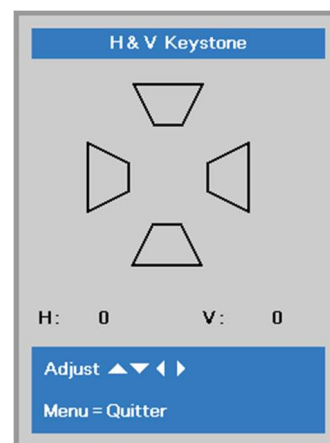 H & V Keystone
H: 0 V: 0
Adjust ▲▼◀▶
Menu = Quitter